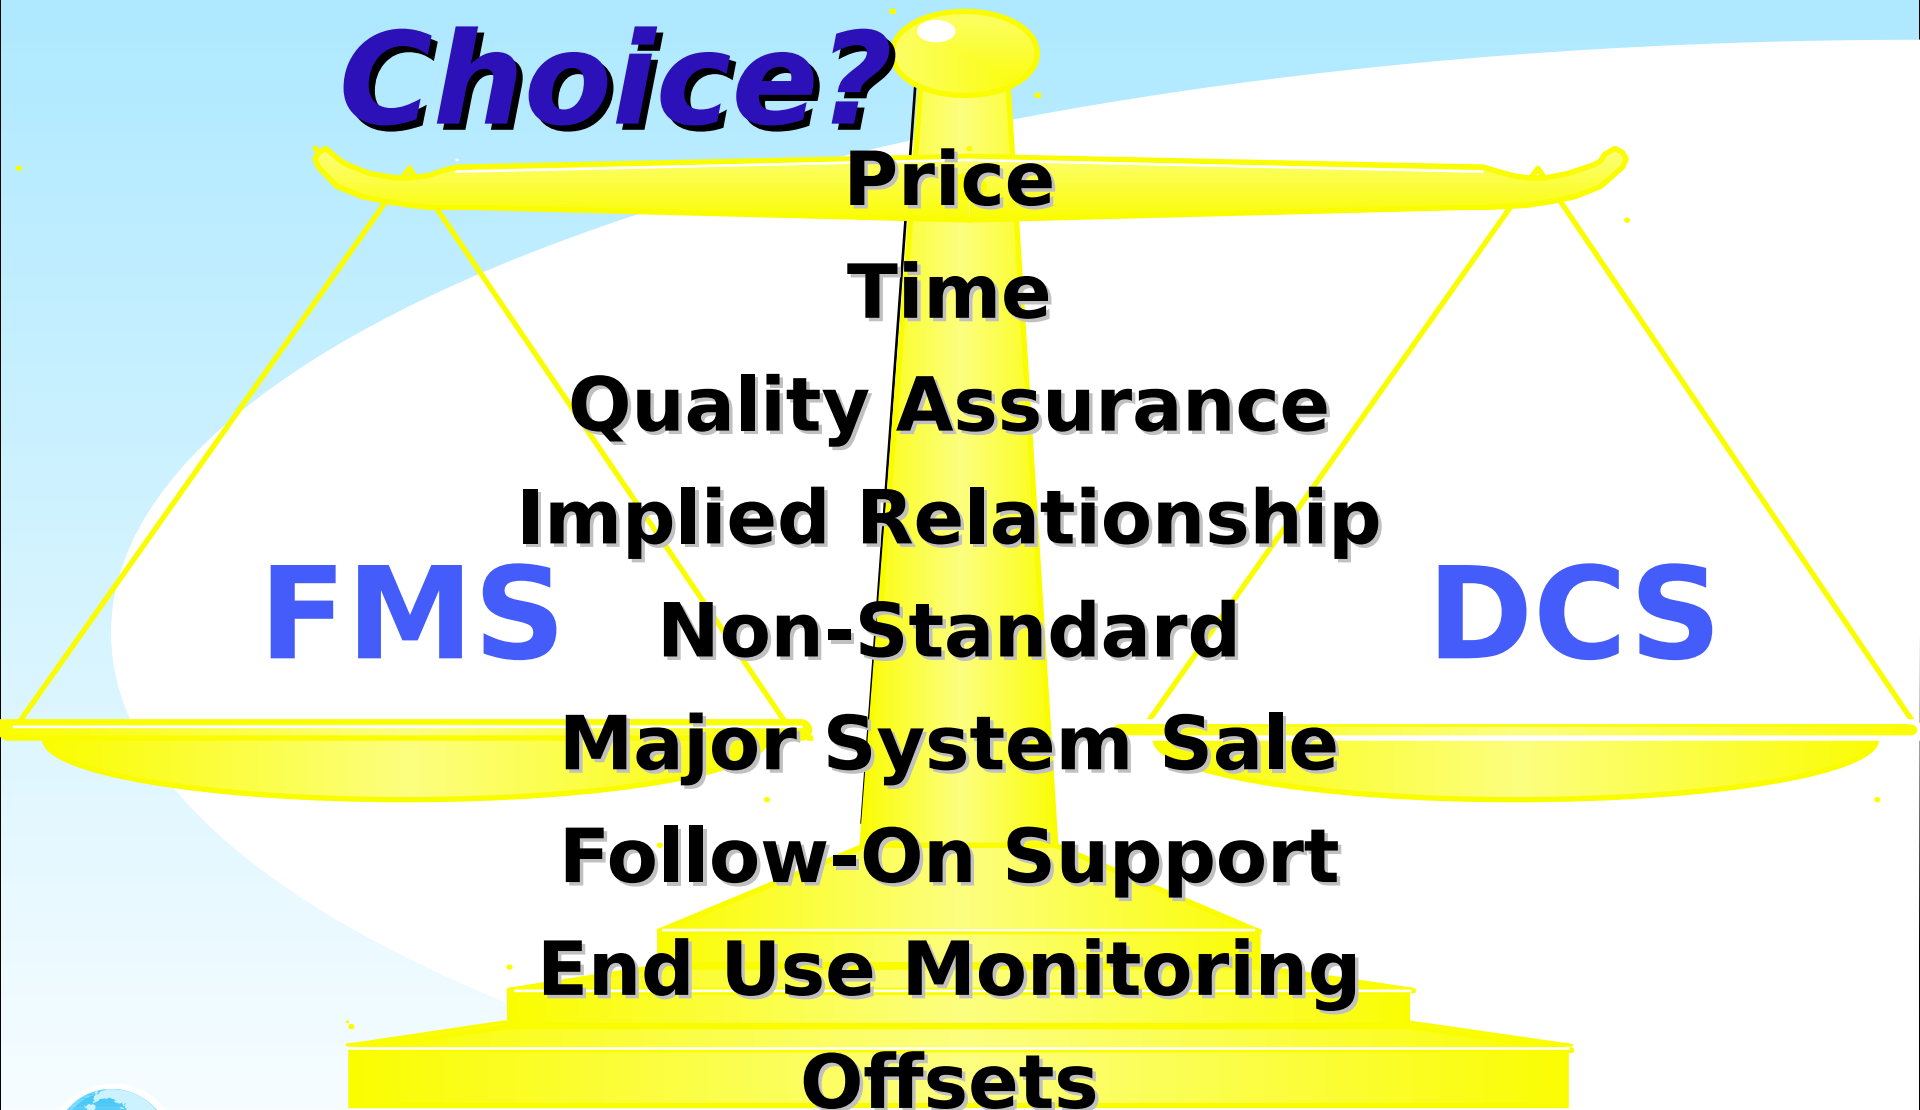 Choice?
Price
Time
Quality Assurance
Implied Relationship
FMS
Non-Standard
DCS
Major System Sale
Follow-On Support
End Use Monitoring
Offsets